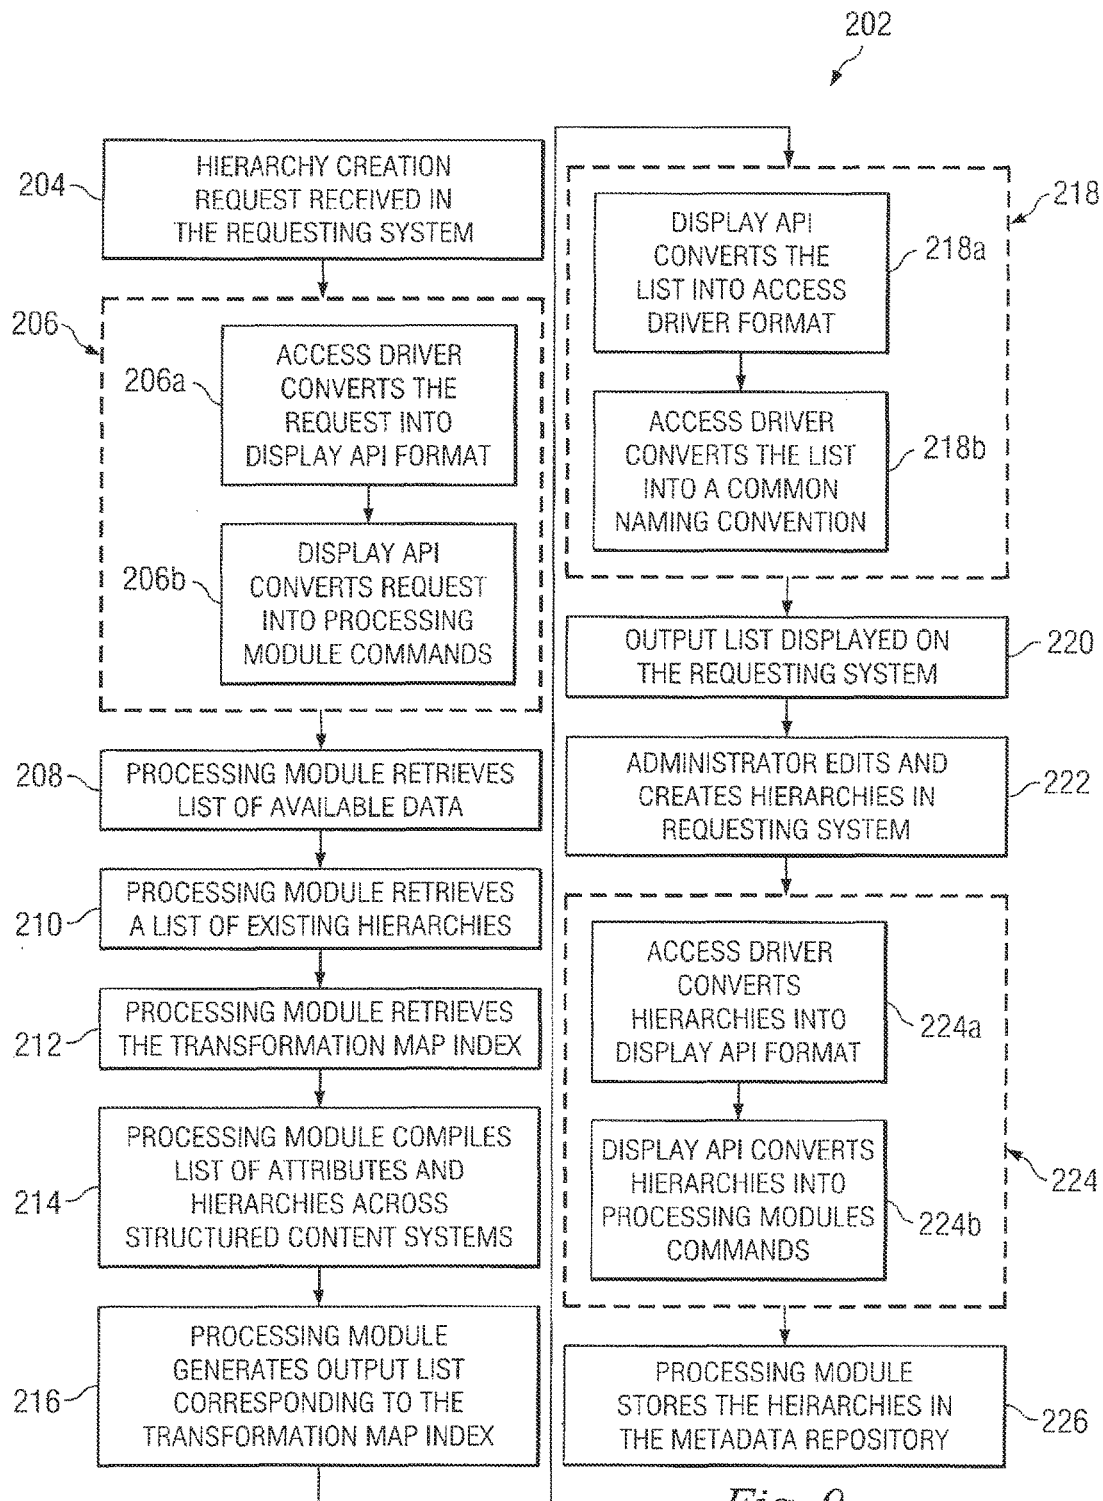 202
204
HIERARCHY CREATION
REQUEST RECEIVED IN
THE REQUESTING SYSTEM
206
206a
ACCESS DRIVER
CONVERTS THE
REQUEST INTO
DISPLAY API FORMAT
206b
DISPLAY API
CONVERTS REQUEST
INTO PROCESSING
MODULE COMMANDS
208
PROCESSING MODULE RETRIEVES
LIST OF AVAILABLE DATA
210
PROCESSING MODULE RETRIEVES
A LIST OF EXISTING HIERARCHIES
212
PROCESSING MODULE RETRIEVES
THE TRANSFORMATION MAP INDEX
214
PROCESSING MODULE COMPILES
LIST OF ATTRIBUTES AND
HIERARCHIES ACROSS
STRUCTURED CONTENT SYSTEMS
216
PROCESSING MODULE
GENERATES OUTPUT LIST
CORRESPONDING TO THE
TRANSFORMATION MAP INDEX
218
218a
DISPLAY API
CONVERTS THE
LIST INTO ACCESS
DRIVER FORMAT
218b
ACCESS DRIVER
CONVERTS THE LIST
INTO A COMMON
NAMING CONVENTION
220
OUTPUT LIST DISPLAYED ON
THE REQUESTING SYSTEM
222
ADMINISTRATOR EDITS AND
CREATES HIERARCHIES IN
REQUESTING SYSTEM
224
224a
ACCESS DRIVER
CONVERTS
HIERARCHIES INTO
DISPLAY API FORMAT
224b
DISPLAY API CONVERTS
HIERARCHIES INTO
PROCESSING MODULES
COMMANDS
226
PROCESSING MODULE
STORES THE HEIRARCHIES IN
THE METADATA REPOSITORY